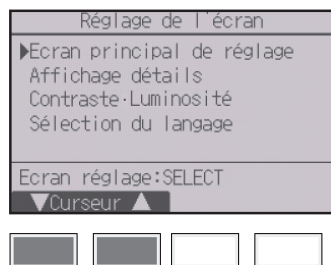 Réglage de l'écran
▶Ecran principal de réglage
Affichage détails
Contraste·Luminosité
Sélection du langage
Ecran réglage:SELECT
▼Curseur▲